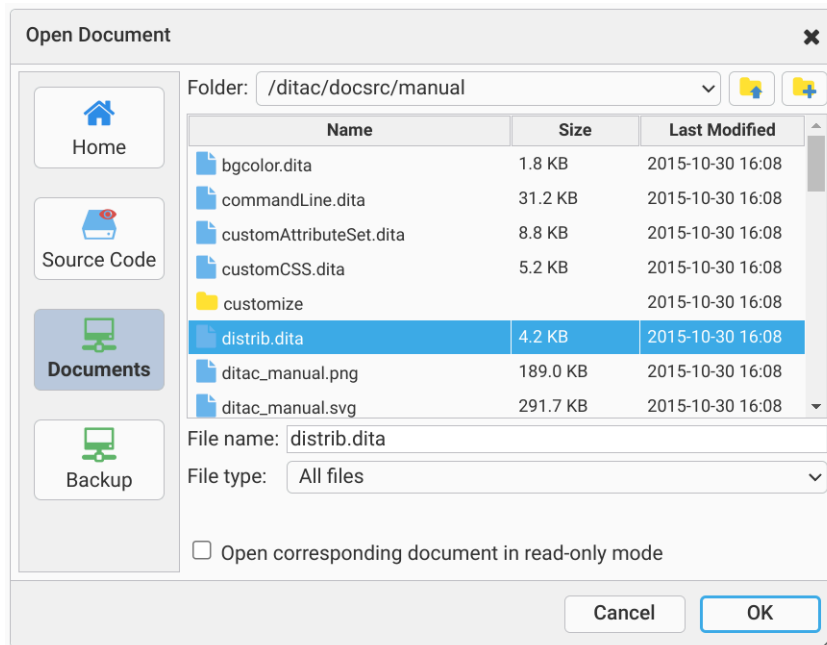 Open Document
Home
Source Code
Documents
Backup
Folder: /ditac/docsrc/manual
Name Size Last Modified
bgcolor.dita 1.8 KB 2015-10-30 16:08
commandLine.dita 31.2 KB 2015-10-30 16:08
customAttributeSet.dita 8.8 KB 2015-10-30 16:08
customCSS.dita 5.2 KB 2015-10-30 16:08
customize 2015-10-30 16:08
distrib.dita 4.2 KB 2015-10-30 16:08
ditac_manual.png 189.0 KB 2015-10-30 16:08
ditac_manual.svg 291.7 KB 2015-10-30 16:08
File name: distrib.dita
File type: All files
Open corresponding document in read-only mode
Cancel OK